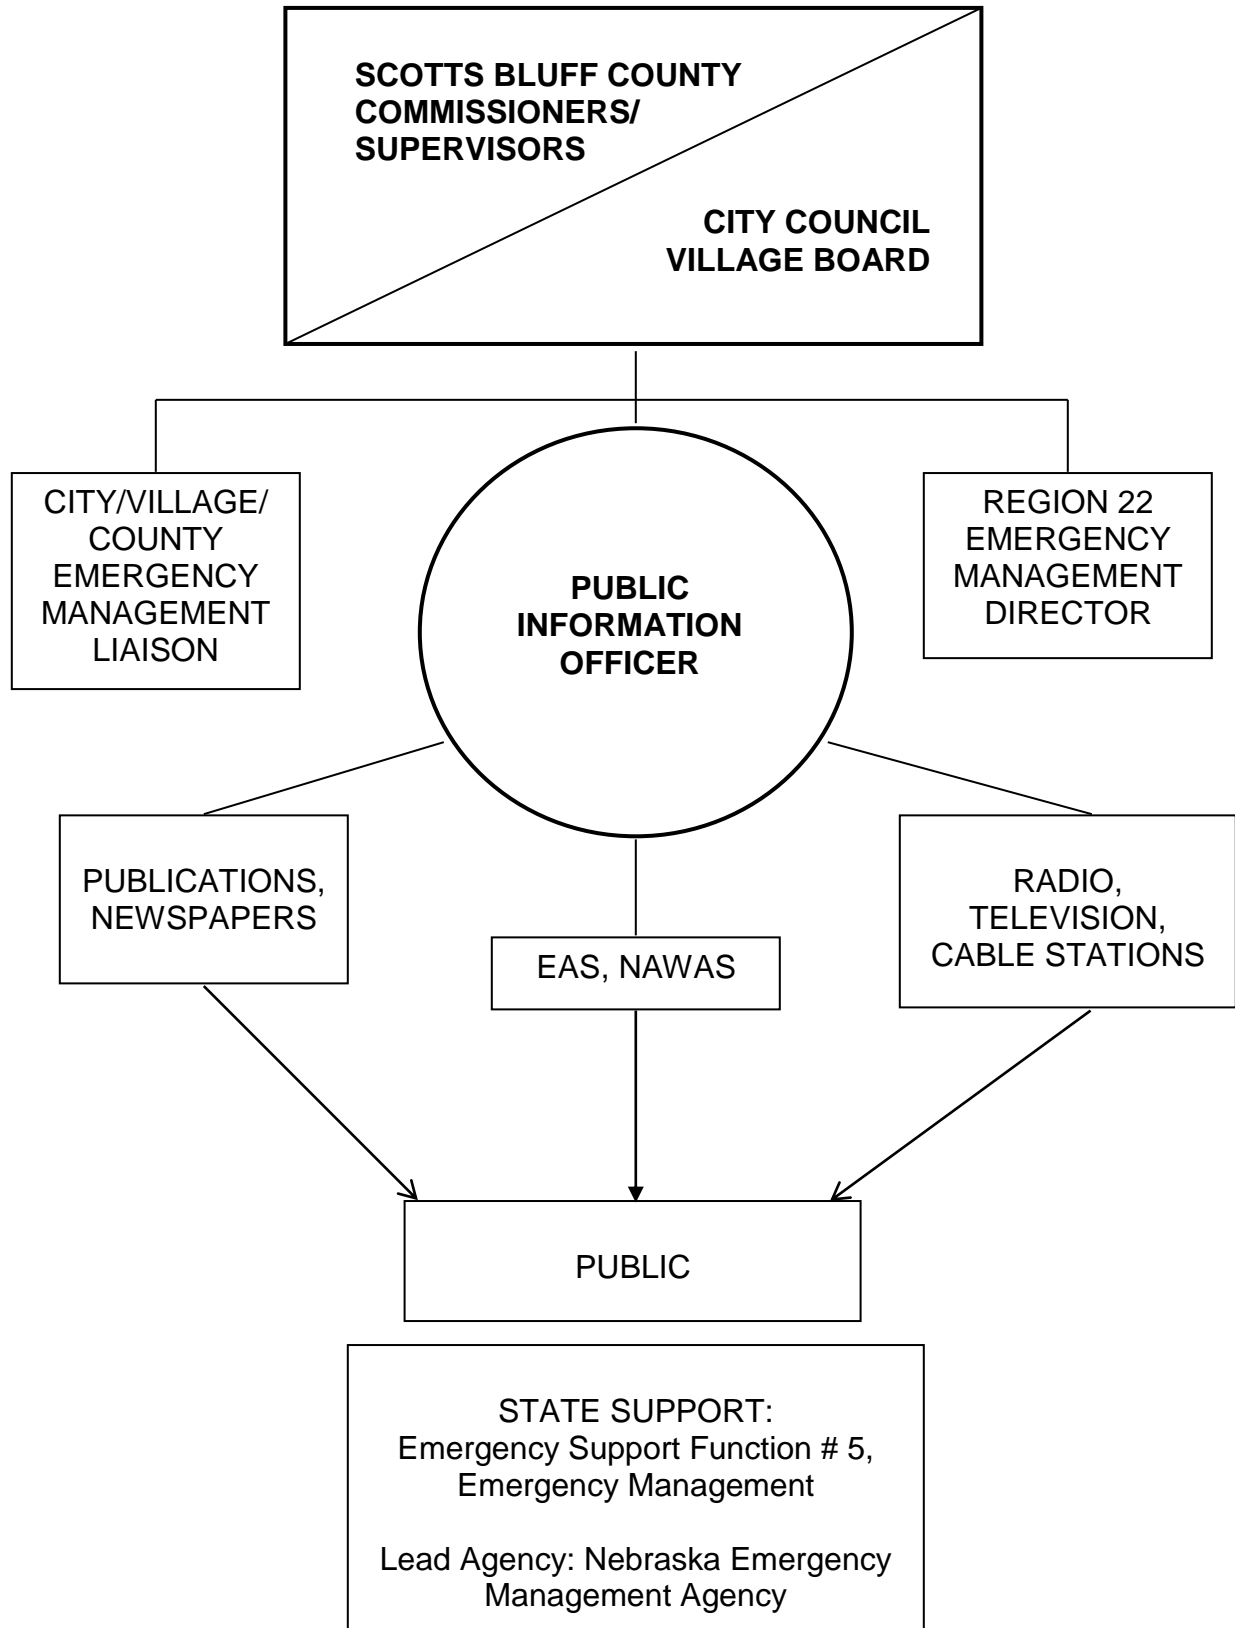 SCOTTS BLUFF COUNTY
COMMISSIONERS/
SUPERVISORS
CITY COUNCIL
VILLAGE BOARD
CITY/VILLAGE/
COUNTY
EMERGENCY
MANAGEMENT
LIAISON
PUBLIC
INFORMATION
OFFICER
REGION 22
EMERGENCY
MANAGEMENT
DIRECTOR
PUBLICATIONS,
NEWSPAPERS
EAS, NAWAS
RADIO,
TELEVISION,
CABLE STATIONS
PUBLIC
STATE SUPPORT:
Emergency Support Function # 5,
Emergency Management
Lead Agency: Nebraska Emergency
Management Agency